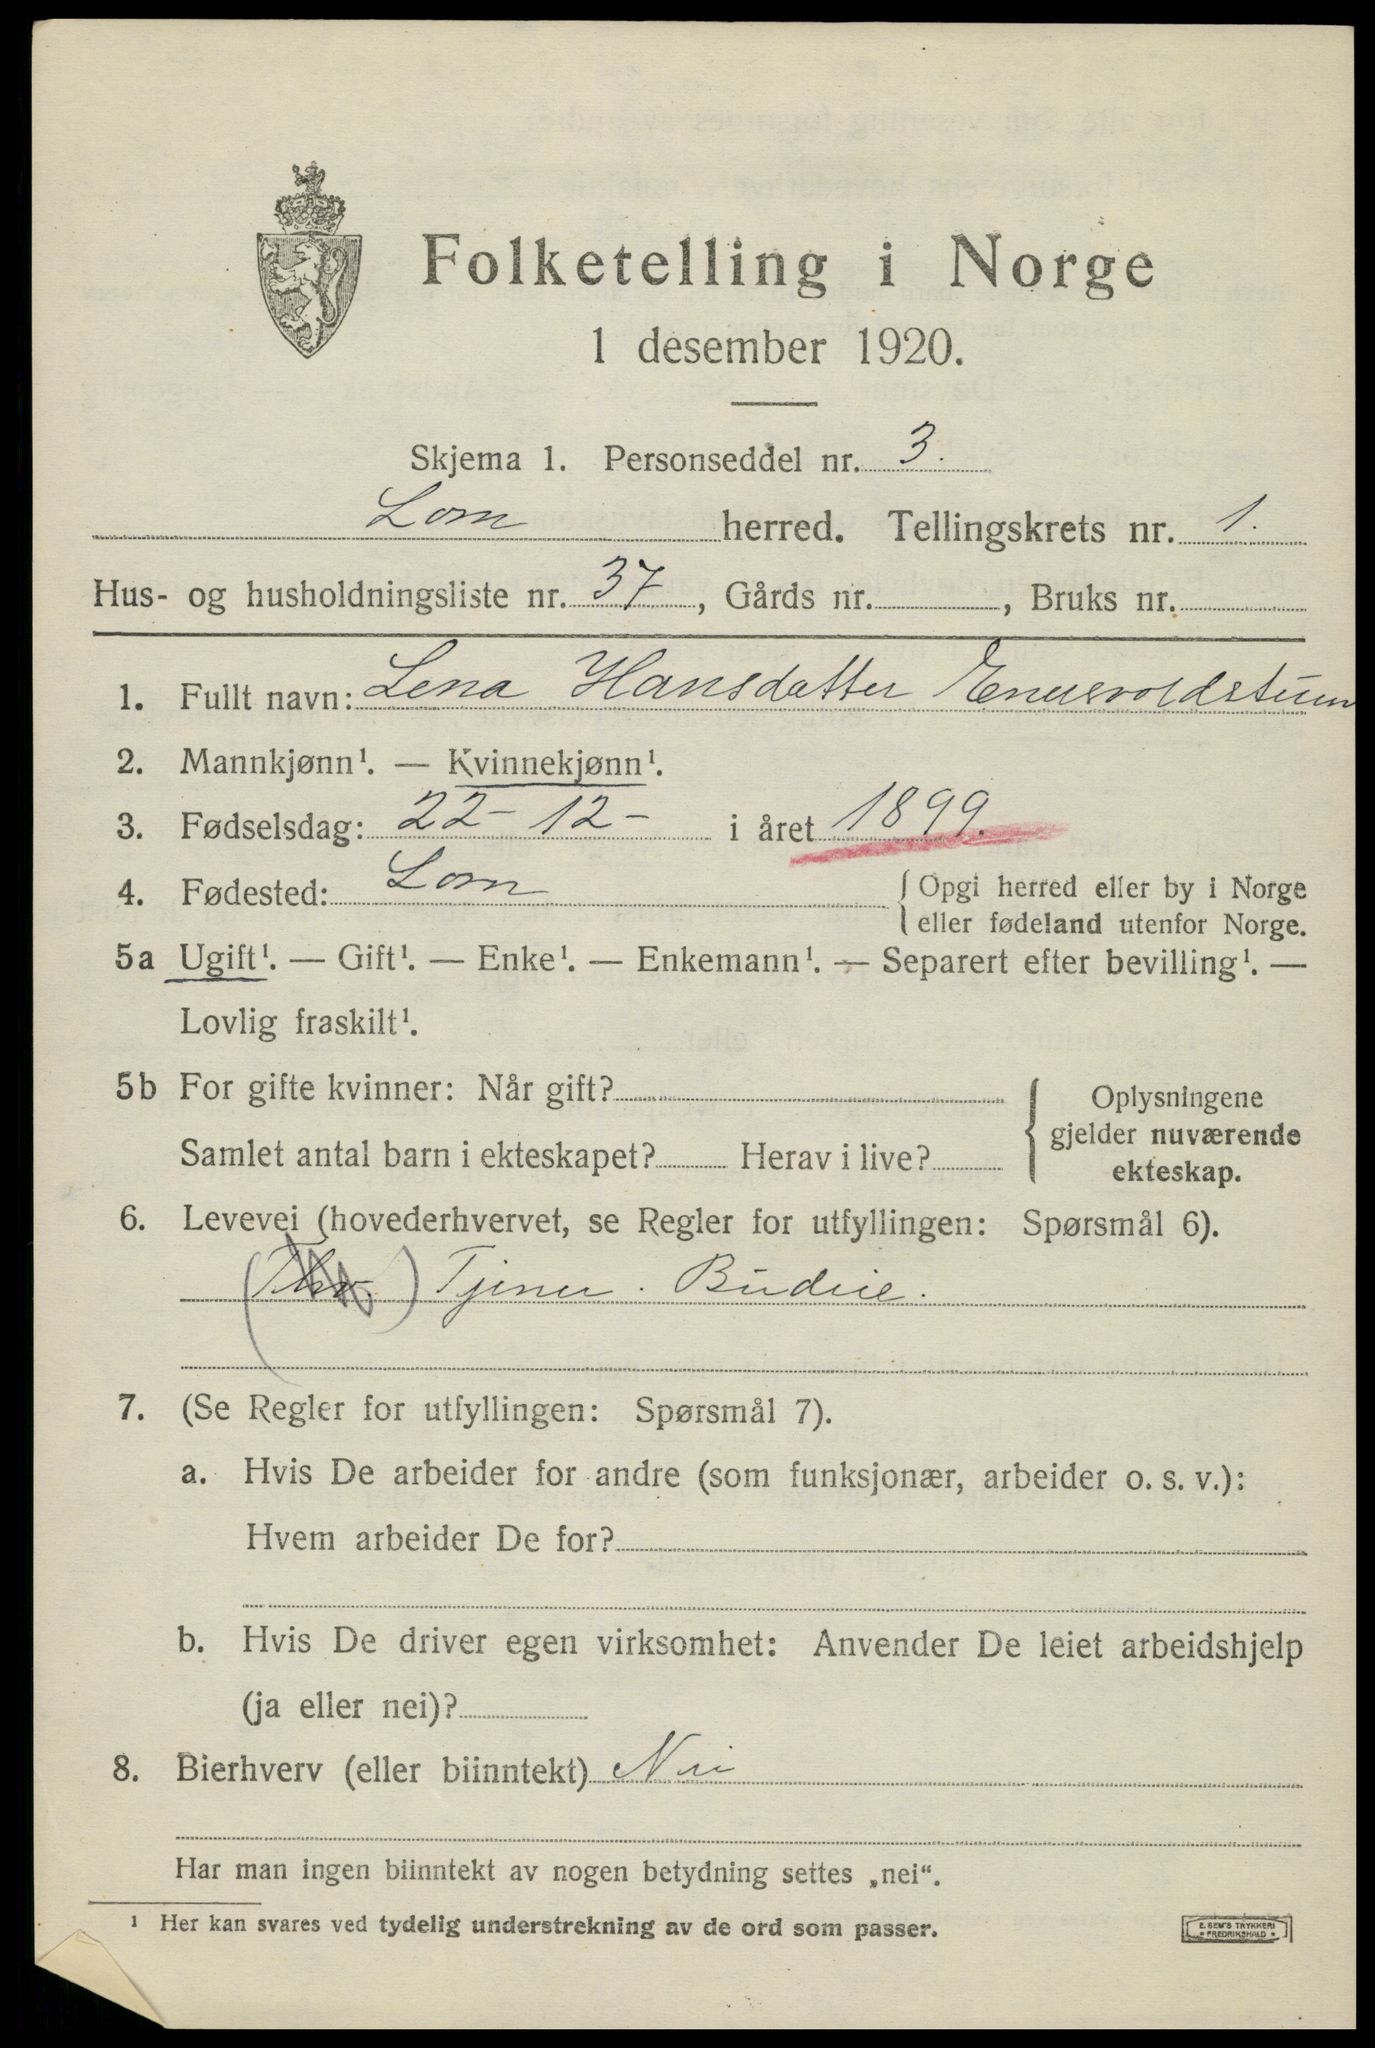 Folketelling i Norge
1 desember 1920.
Skjema 1. Personseddel nr. 3.
Lom herred. Tellingskrets nr. 1.
Hus- og husholdningsliste nr. 37, Gårds nr. , Bruks nr.
1. Fullt navn: Lena Hansdatter
2. Mannkjønn¹. — Kvinnekjønn¹.
3. Fødselsdag: 22-12- i året 1899.
4. Fødested: Lom { Opgi herred eller by i Norge
eller fødeland utenfor Norge.
5a Ugift¹. — Gift¹. — Enke¹. — Enkemann¹. — Separert efter bevilling¹. —
Lovlig fraskilt¹.
5b For gifte kvinner: Når gift? { Oplysningene
gjelder nuværende
Samlet antal barn i ekteskapet? Herav i live?
ekteskap.
6. Levevei (hovederhvervet, se Regler for utfyllingen: Spørsmål 6).
Tjener. Budeie.
7. (Se Regler for utfyllingen: Spørsmål 7).
a. Hvis De arbeider for andre (som funksjonær, arbeider o. s. v.):
Hvem arbeider De for?
b. Hvis De driver egen virksomhet: Anvender De leiet arbeidshjelp
(ja eller nei)?
8. Bierhverv (eller biinntekt) Nei
Har man ingen biinntekt av nogen betydning settes „nei“.
¹ Her kan svares ved tydelig understrekning av de ord som passer.
E. SEM'S TRYKKERI
* FREDRIKSHALD *